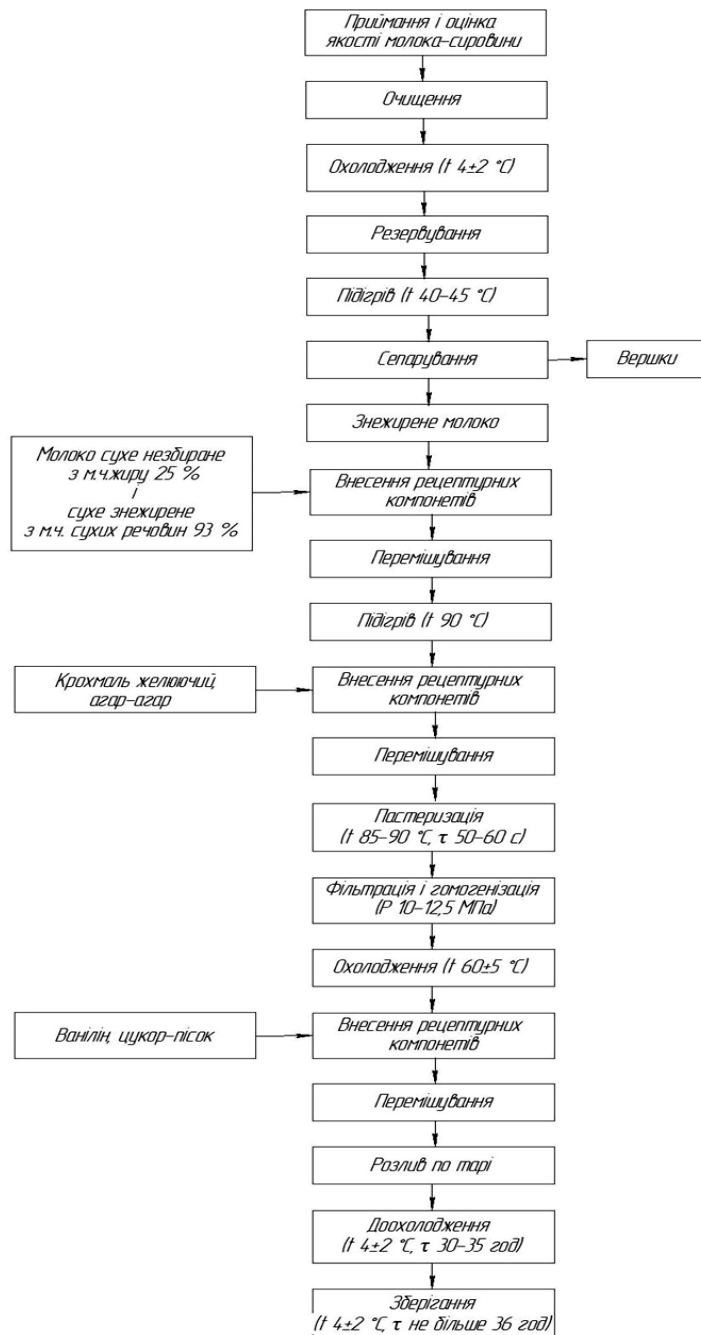 Приймання і оцінка
якості молока-сировини
Очищення
Охолодження (t 4±2 °С)
Резервування
Підігрів (t 40–45 °С)
Сепарування
Вершки
Знежирене молоко
Молоко сухе незбиране
з м.ч.жиру 25 %
і
сухе знежирене
з м.ч. сухих речовин 93 %
Внесення рецептурних
компонетів
Перемішування
Підігрів (t 90 °С)
Крохмаль желюючий,
агар-агар
Внесення рецептурних
компонетів
Перемішування
Пастеризація
(t 85–90 °С, τ 50–60 с)
Фільтрація і гомогенізація
(Р 10–12,5 МПа)
Охолодження (t 60±5 °С)
Ванілін, цукор-пісок
Внесення рецептурних
компонетів
Перемішування
Розлив по тарі
Доохолодження
(t 4±2 °С, τ 30–35 год)
Зберігання
(t 4±2 °С, τ не більше 36 год)